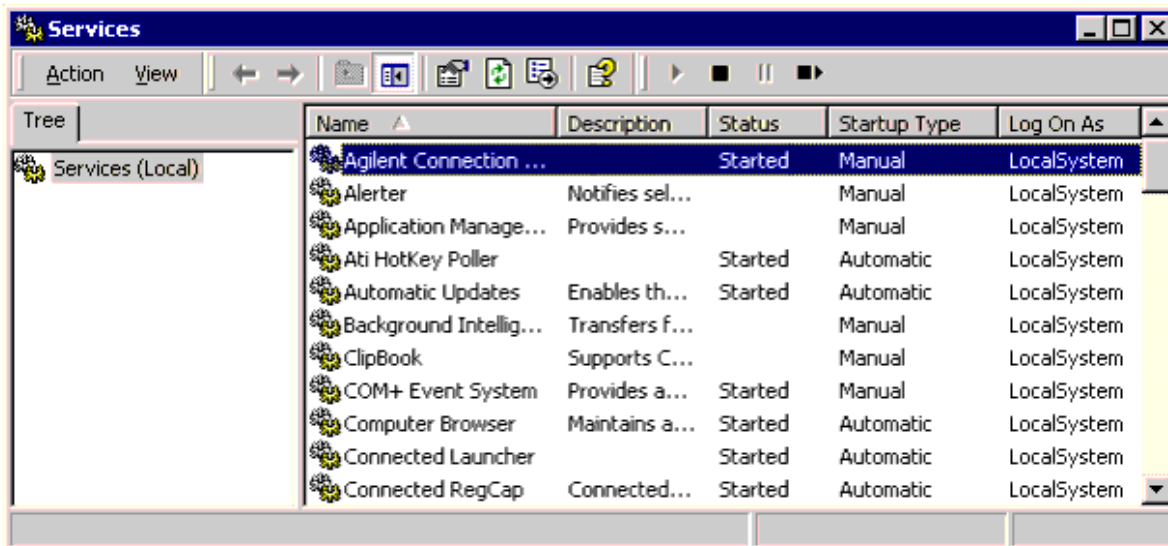 Services
Action View
Tree
Name Description Status Startup Type Log On As
Services (Local)
Agilent Connection ... Started Manual LocalSystem
Alerter Notifies sel... Manual LocalSystem
Application Manage... Provides s... Manual LocalSystem
Ati HotKey Poller Started Automatic LocalSystem
Automatic Updates Enables th... Started Automatic LocalSystem
Background Intellig... Transfers f... Manual LocalSystem
ClipBook Supports C... Manual LocalSystem
COM+ Event System Provides a... Started Manual LocalSystem
Computer Browser Maintains a... Started Automatic LocalSystem
Connected Launcher Started Automatic LocalSystem
Connected RegCap Connected... Started Automatic LocalSystem